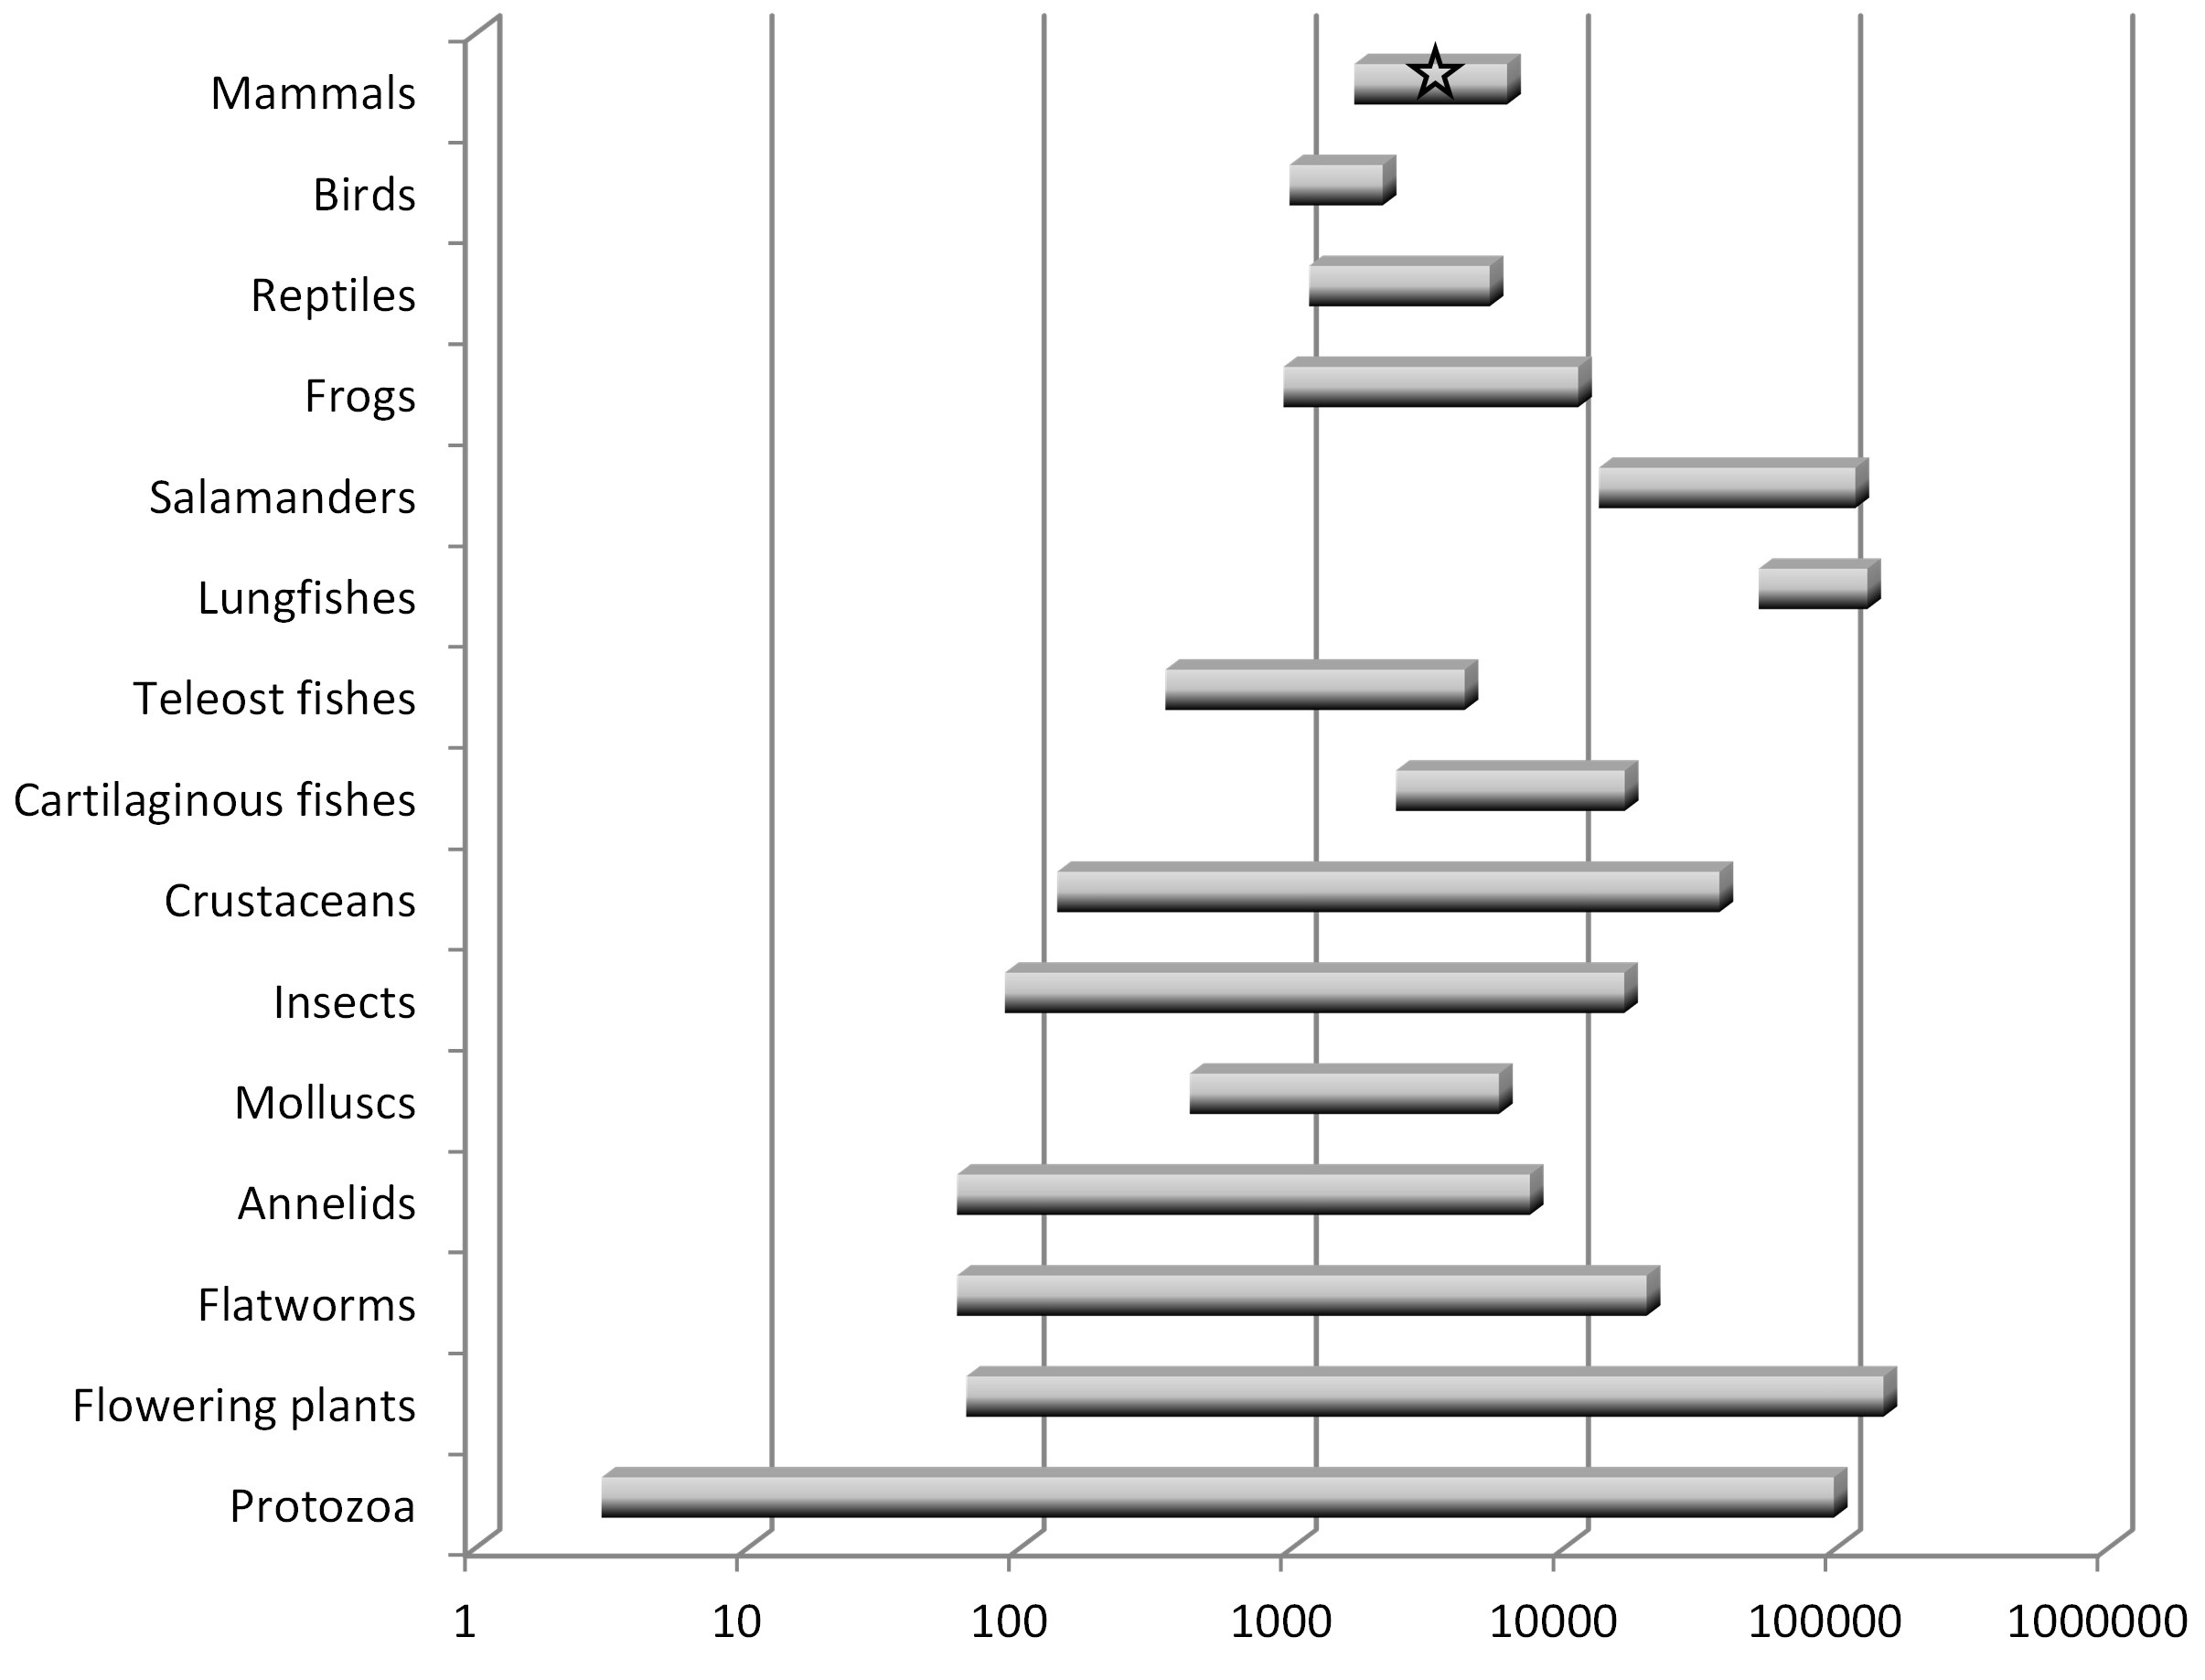 Mammals
Birds
Reptiles
Frogs
Salamanders
Lungfishes
Teleost fishes
Cartilaginous fishes
Crustaceans
Insects
Molluscs
Annelids
Flatworms
Flowering plants
Protozoa
1 10 100 1000 10000 100000 1000000